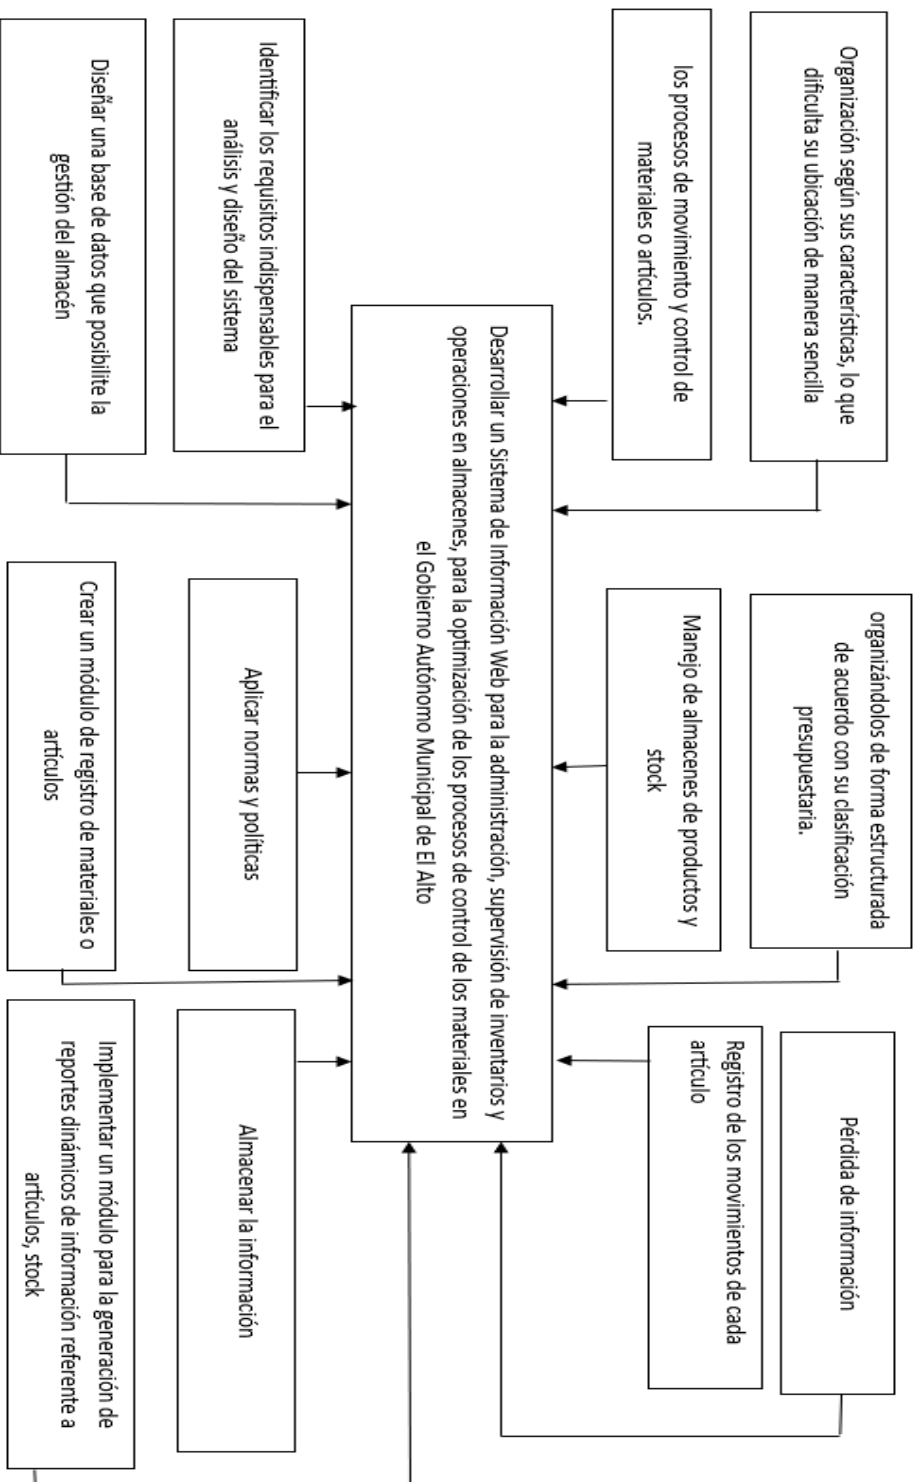 Organización según sus características, lo que
dificulta su ubicación de manera sencilla
organizándolos de forma estructurada
de acuerdo con su clasificación
presupuestaria.
Pérdida de información
los procesos de movimiento y control de
materiales o artículos.
Manejo de almacenes de productos y
stock
Registro de los movimientos de cada
artículo
Desarrollar un Sistema de Información Web para la administración, supervisión de inventarios y
operaciones en almacenes, para la optimización de los procesos de control de los materiales en
el Gobierno Autónomo Municipal de El Alto
Identificar los requisitos indispensables para el
análisis y diseño del sistema
Aplicar normas y políticas
Almacenar la información
Diseñar una base de datos que posibilite la
gestión del almacén
Crear un módulo de registro de materiales o
artículos
Implementar un módulo para la generación de
reportes dinámicos de información referente a
artículos, stock